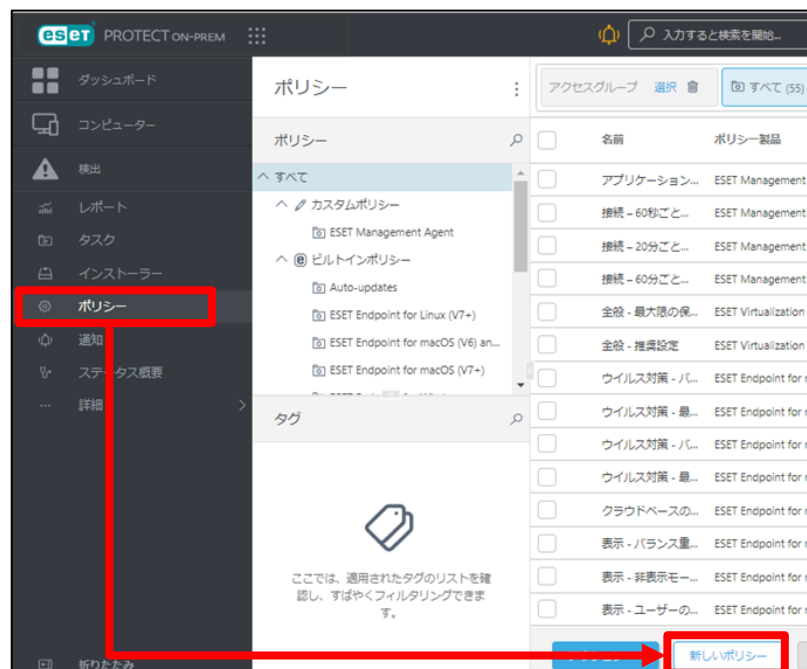 eset PROTECT ON-PREM
入力すると検索を開始...
ダッシュボード
コンピューター
検出
レポート
タスク
インストーラー
ポリシー
通知
ステータス概要
詳細
折りたたみ
ポリシー
ポリシー
すべて
カスタムポリシー
ESET Management Agent
ビルトインポリシー
Auto-updates
ESET Endpoint for Linux (V7+)
ESET Endpoint for macOS (V6) an...
ESET Endpoint for macOS (V7+)
タグ
ここでは、適用されたタグのリストを確
認し、すばやくフィルタリングできま
す。
アクセスグループ 選択 すべて (55)
名前 ポリシー製品
アプリケーション... ESET Management
接続 – 60秒ごと... ESET Management
接続 – 20分ごと... ESET Management
接続 – 60分ごと... ESET Management
全般 - 最大限の保... ESET Virtualization
全般 - 推奨設定 ESET Virtualization
ウイルス対策 - バ... ESET Endpoint for
ウイルス対策 - 最... ESET Endpoint for
ウイルス対策 - バ... ESET Endpoint for
ウイルス対策 - 最... ESET Endpoint for
クラウドベースの... ESET Endpoint for
表示 - バランス重... ESET Endpoint for
表示 - 非表示モー... ESET Endpoint for
表示 - ユーザーの... ESET Endpoint for
新しいポリシー